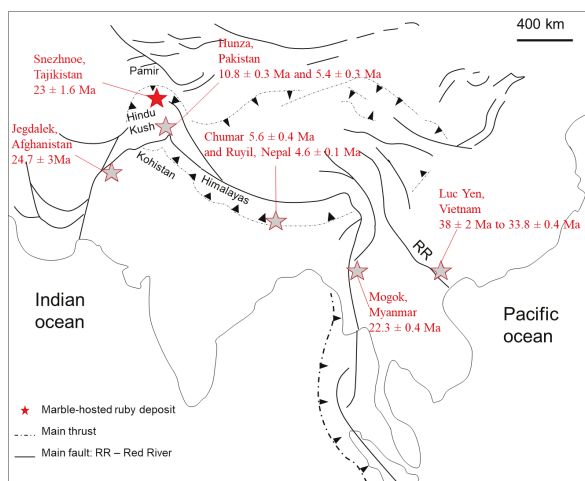 400 km
Hunza,
Pakistan
10.8 ± 0.3 Ma and 5.4 ± 0.3 Ma
Snezhnoe,
Tajikistan
23 ± 1.6 Ma
Pamir
Hindu
Kush
Jegdalek,
Afghanistan
24.7 ± 3Ma
Kohistan
Himalayas
Chumar 5.6 ± 0.4 Ma
and Ruyil, Nepal 4.6 ± 0.1 Ma
Luc Yen,
Vietnam
38 ± 2 Ma to 33.8 ± 0.4 Ma
RR
Mogok,
Myanmar
22.3 ± 0.4 Ma
Indian
ocean
Pacific
ocean
Marble-hosted ruby deposit
Main thrust
Main fault: RR – Red River